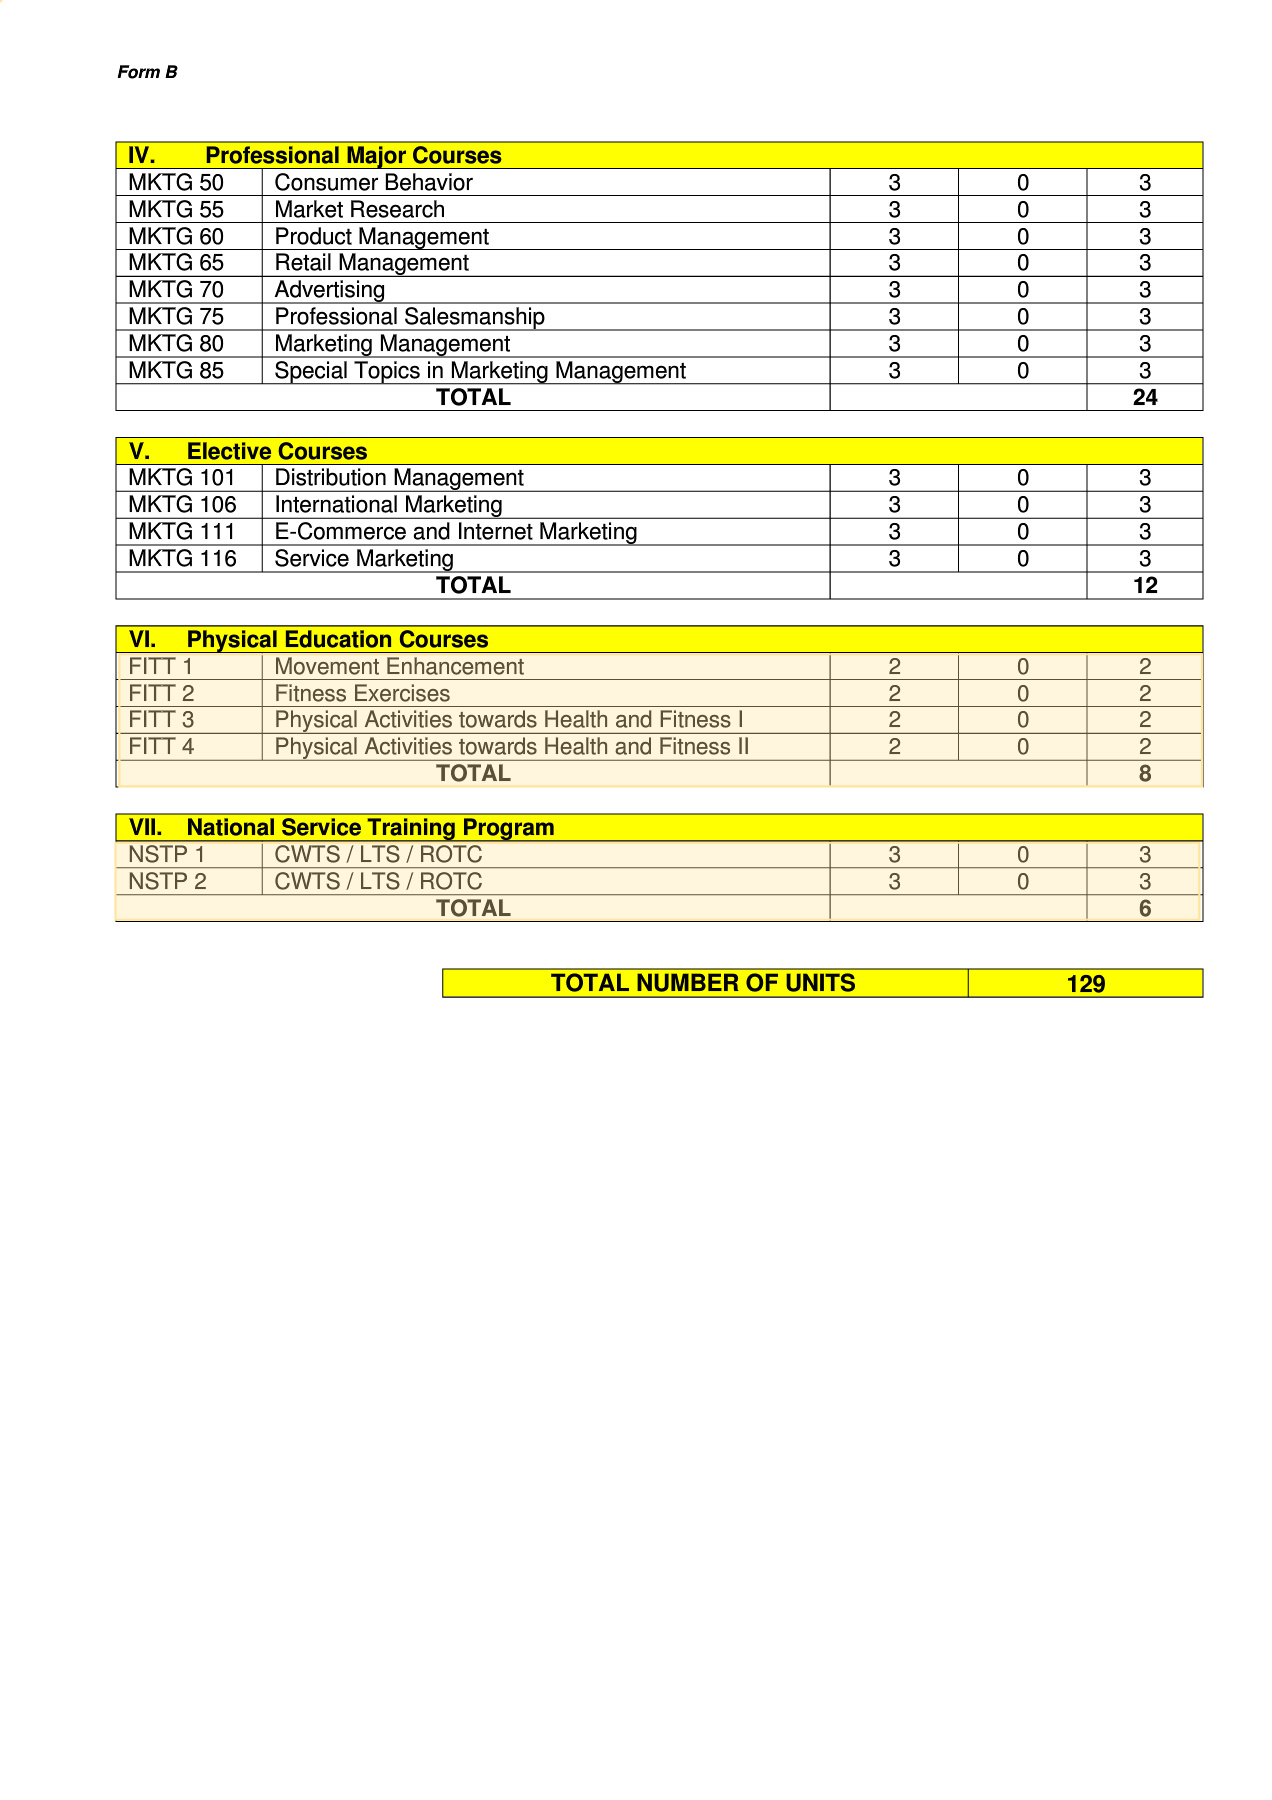 Form B
IV. Professional Major Courses
MKTG 50 Consumer Behavior 3 0 3
MKTG 55 Market Research 3 0 3
MKTG 60 Product Management 3 0 3
MKTG 65 Retail Management 3 0 3
MKTG 70 Advertising 3 0 3
MKTG 75 Professional Salesmanship 3 0 3
MKTG 80 Marketing Management 3 0 3
MKTG 85 Special Topics in Marketing Management 3 0 3
TOTAL 24
V. Elective Courses
MKTG 101 Distribution Management 3 0 3
MKTG 106 International Marketing 3 0 3
MKTG 111 E-Commerce and Internet Marketing 3 0 3
MKTG 116 Service Marketing 3 0 3
TOTAL 12
VI. Physical Education Courses
FITT 1 Movement Enhancement 2 0 2
FITT 2 Fitness Exercises 2 0 2
FITT 3 Physical Activities towards Health and Fitness I 2 0 2
FITT 4 Physical Activities towards Health and Fitness II 2 0 2
TOTAL 8
VII. National Service Training Program
NSTP 1 CWTS / LTS / ROTC 3 0 3
NSTP 2 CWTS / LTS / ROTC 3 0 3
TOTAL 6
TOTAL NUMBER OF UNITS 129